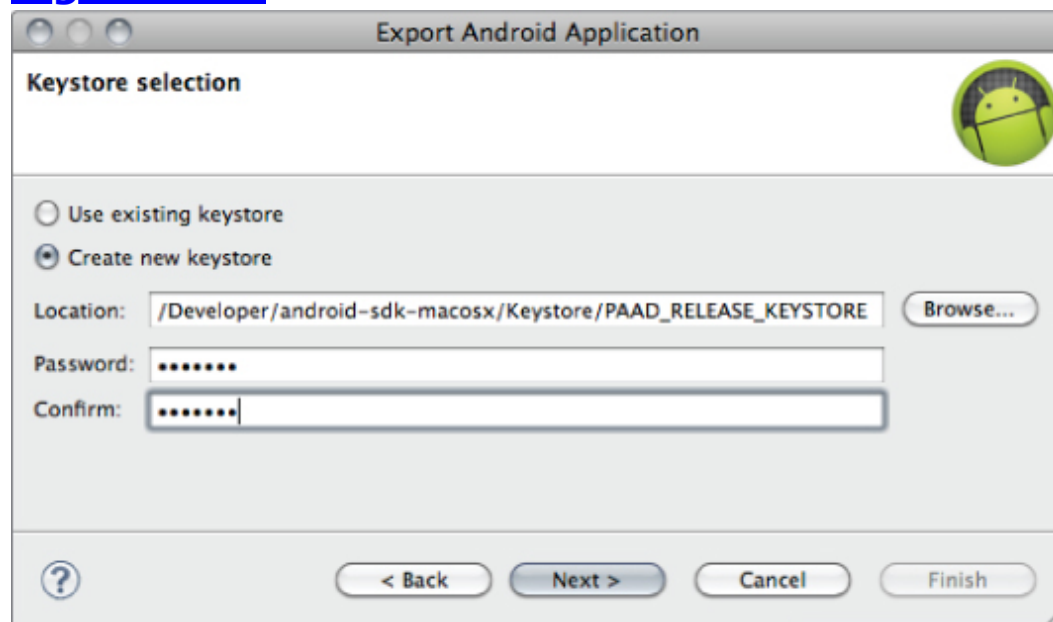 Export Android Application
Keystore selection
Use existing keystore
Create new keystore
Location: /Developer/android-sdk-macosx/Keystore/PAAD_RELEASE_KEYSTORE Browse...
Password: •••••••
Confirm: •••••••
? < Back Next > Cancel Finish